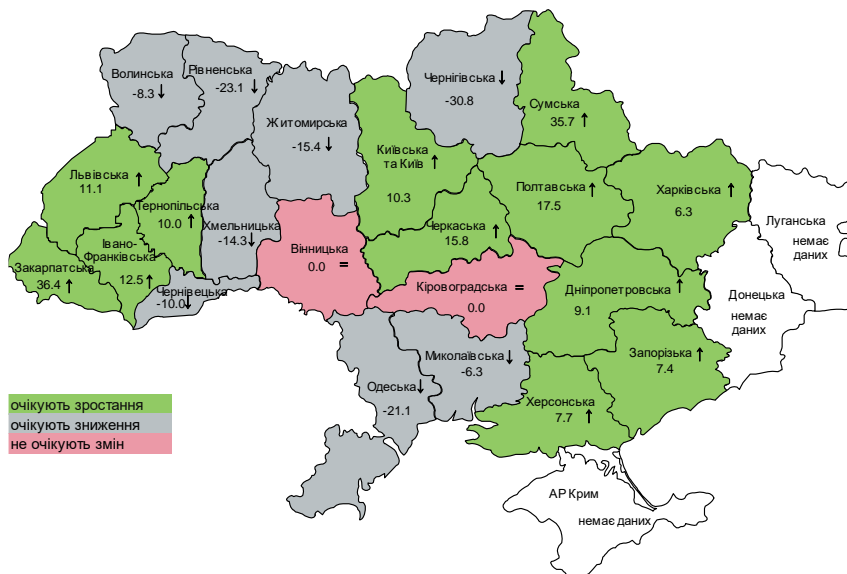 Волинська
-8.3 ↓
Рівненська
-23.1 ↓
Житомирська
-15.4 ↓
Чернігівська ↓
-30.8
Сумська
35.7 ↑
Київська ↑
та Київ
10.3
Львівська ↑
11.1
Тернопільська
10.0 ↑
Хмельницька
-14.3 ↓
Полтавська ↑
17.5
Харківська ↑
6.3
Луганська
немає
даних
Івано-
Франківська
12.5 ↑
Закарпатська
36.4 ↑
Чернівецька
-10.0 ↓
Вінницька
0.0 =
Черкаська ↑
15.8
Кіровоградська =
0.0
Дніпропетровська ↑
9.1
Донецька
немає
даних
Миколаївська ↓
-6.3
Одеська ↓
-21.1
Запорізька ↑
7.4
Херсонська
7.7 ↑
очікують зростання
очікують зниження
не очікують змін
АР Крим
немає даних